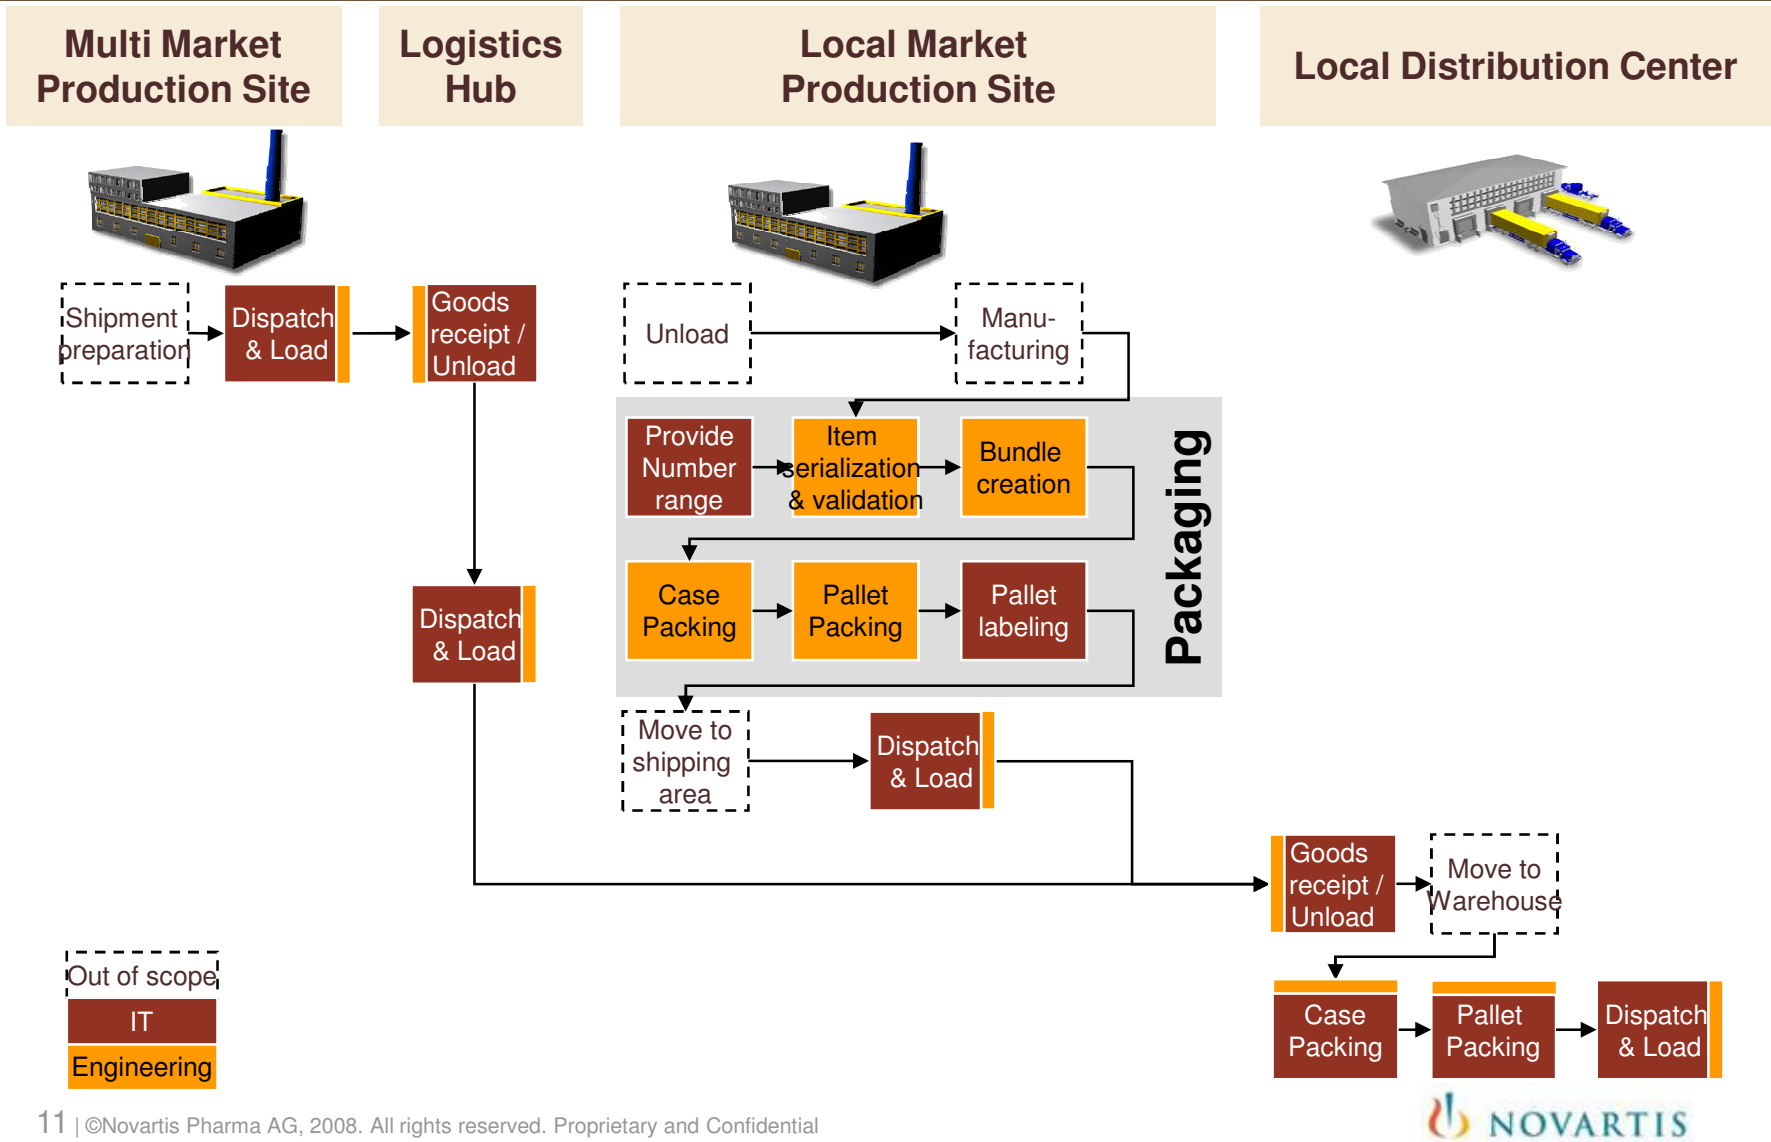 Multi Market
Production Site
Logistics
Hub
Local Market
Production Site
Local Distribution Center
Shipment
preparation
Dispatch
& Load
Goods
receipt /
Unload
Unload
Manu-
facturing
Provide
Number
range
Item
serialization
& validation
Bundle
creation
Packaging
Case
Packing
Pallet
Packing
Pallet
labeling
Dispatch
& Load
Move to
shipping
area
Dispatch
& Load
Goods
receipt /
Unload
Move to
Warehouse
Case
Packing
Pallet
Packing
Dispatch
& Load
Out of scope
IT
Engineering
11 | ©Novartis Pharma AG, 2008. All rights reserved. Proprietary and Confidential
NOVARTIS